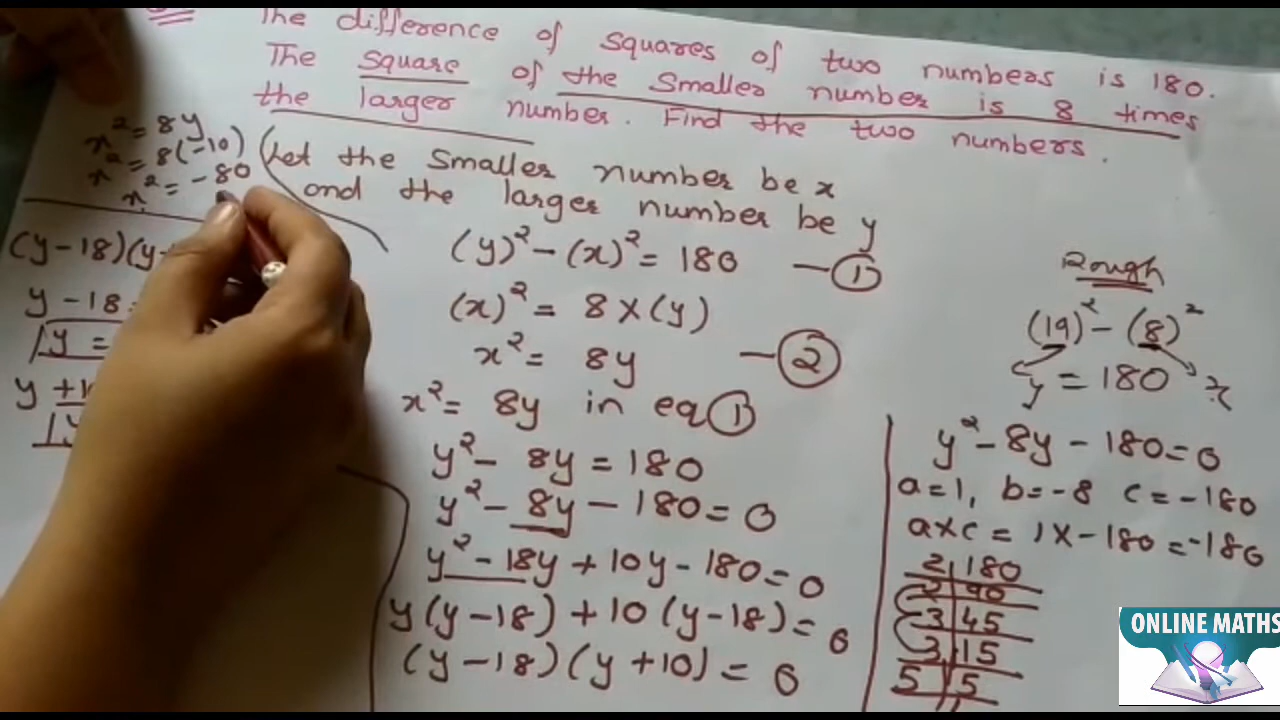 The difference of squares of two numbers is 180.
The square of the smaller number is 8 times
the larger number. Find the two numbers.
x² = 8y
x² = 8(-10)
x² = -80
Let the smaller number be x
and the larger number be y
(y - 18)(y
y - 18 =
y =
y + 1
y
(y)² - (x)² = 180 — ①
(x)² = 8 × (y)
x² = 8y — ②
x² = 8y in eq ①
y² - 8y = 180
y² - 8y - 180 = 0
y² - 18y + 10y - 180 = 0
y(y - 18) + 10(y - 18) = 0
(y - 18)(y + 10) = 0
Rough
(19)² - (8)²
y = 180 x
y² - 8y - 180 = 0
a = 1, b = -8 c = -180
a × c = 1 × - 180 = -180
2 | 180
2 | 90
3 | 45
3 | 15
5 | 5
ONLINE MATHS